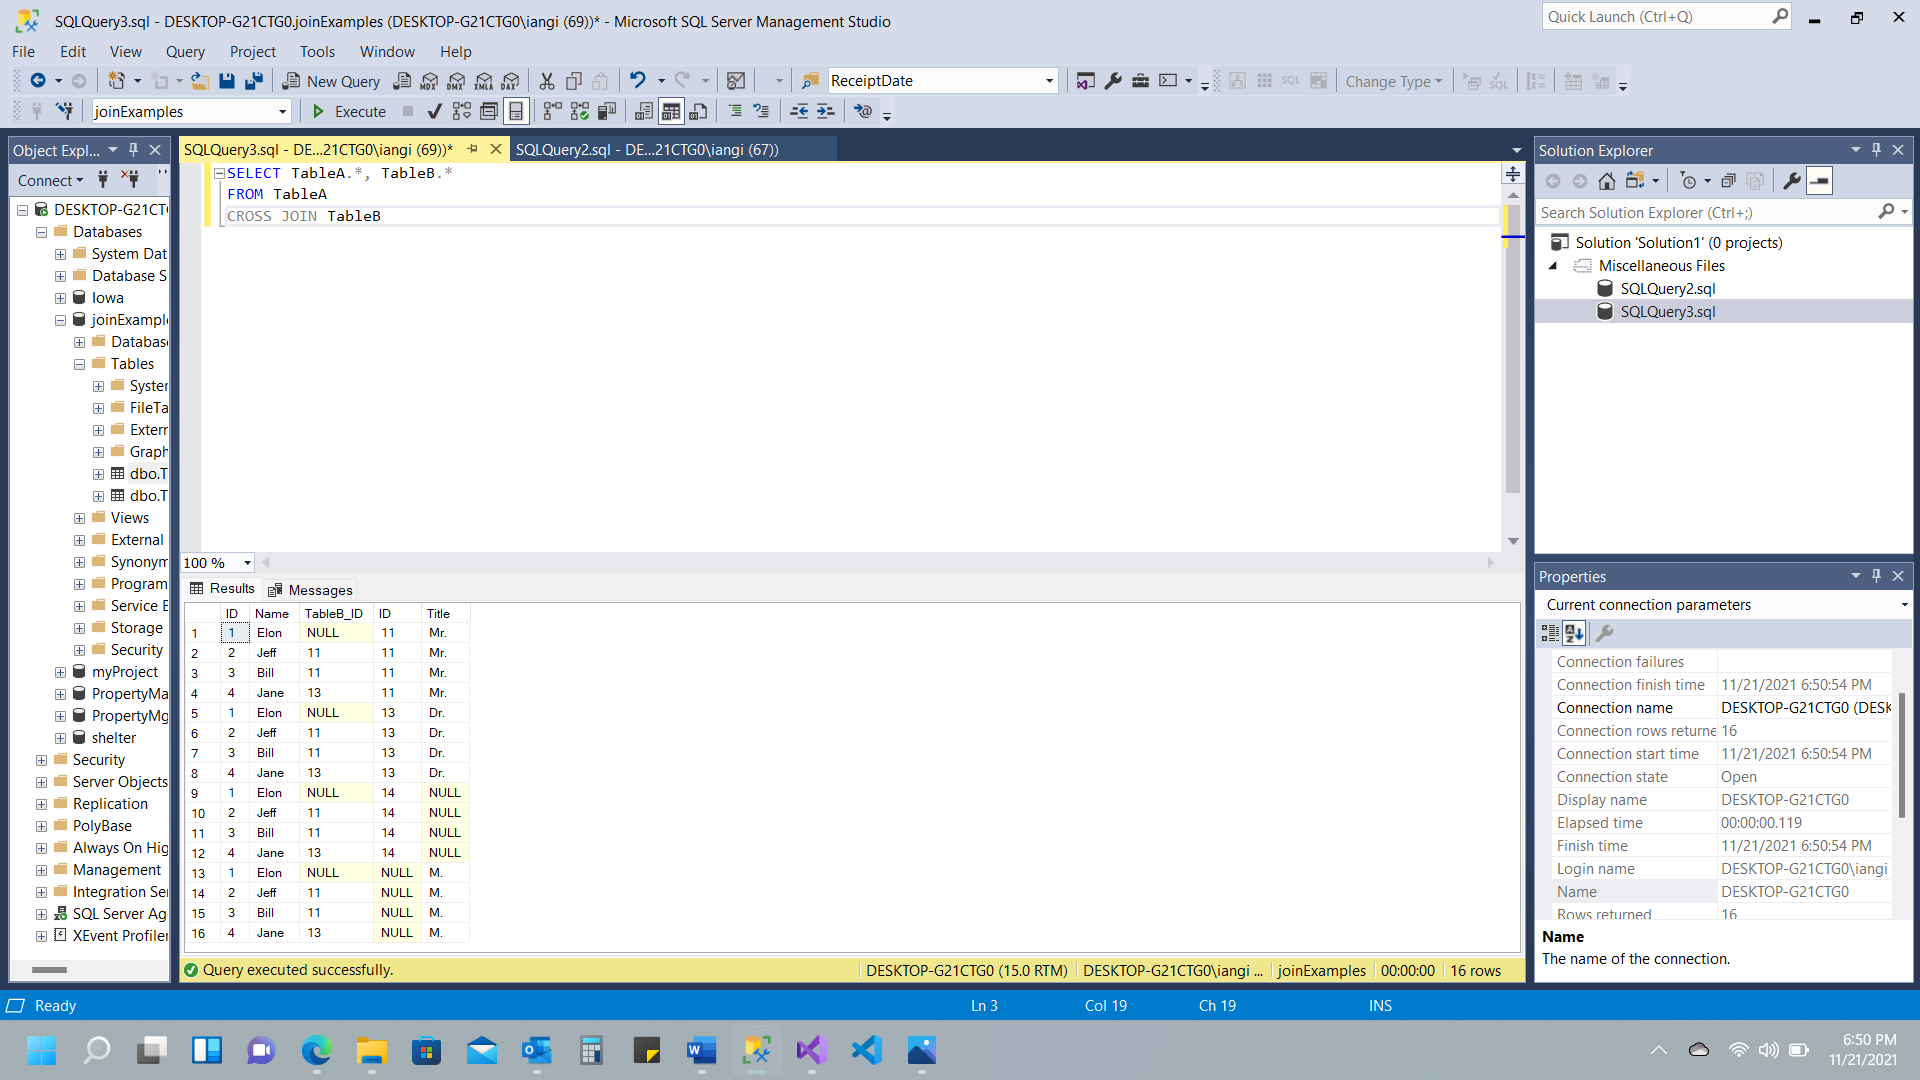 SQLQuery3.sql - DESKTOP-G21CTG0.joinExamples (DESKTOP-G21CTG0\iangi (69))* - Microsoft SQL Server Management Studio
Quick Launch (Ctrl+Q)
File Edit View Query Project Tools Window Help
New Query MDX DMX XMLA DAX ReceiptDate SQL Change Type
joinExamples Execute
Object Expl...
Connect
DESKTOP-G21CT
Databases
System Dat
Database S
Iowa
joinExample
Database
Tables
System
FileTa
Extern
Graph
dbo.T
dbo.T
Views
External
Synonym
Program
Service B
Storage
Security
myProject
PropertyMa
PropertyMg
shelter
Security
Server Objects
Replication
PolyBase
Always On Hig
Management
Integration Ser
SQL Server Ag
XEvent Profiler
SQLQuery3.sql - DE...21CTG0\iangi (69))* SQLQuery2.sql - DE...21CTG0\iangi (67))
SELECT TableA.*, TableB.*
FROM TableA
CROSS JOIN TableB
100 %
Results Messages
ID Name TableB_ID ID Title
1 1 Elon NULL 11 Mr.
2 2 Jeff 11 11 Mr.
3 3 Bill 11 11 Mr.
4 4 Jane 13 11 Mr.
5 1 Elon NULL 13 Dr.
6 2 Jeff 11 13 Dr.
7 3 Bill 11 13 Dr.
8 4 Jane 13 13 Dr.
9 1 Elon NULL 14 NULL
10 2 Jeff 11 14 NULL
11 3 Bill 11 14 NULL
12 4 Jane 13 14 NULL
13 1 Elon NULL NULL M.
14 2 Jeff 11 NULL M.
15 3 Bill 11 NULL M.
16 4 Jane 13 NULL M.
Query executed successfully. DESKTOP-G21CTG0 (15.0 RTM) DESKTOP-G21CTG0\iangi ... joinExamples 00:00:00 16 rows
Solution Explorer
Search Solution Explorer (Ctrl+;)
Solution 'Solution1' (0 projects)
Miscellaneous Files
SQLQuery2.sql
SQLQuery3.sql
Properties
Current connection parameters
Connection failures
Connection finish time 11/21/2021 6:50:54 PM
Connection name DESKTOP-G21CTG0 (DESK
Connection rows returne 16
Connection start time 11/21/2021 6:50:54 PM
Connection state Open
Display name DESKTOP-G21CTG0
Elapsed time 00:00:00.119
Finish time 11/21/2021 6:50:54 PM
Login name DESKTOP-G21CTG0\iangi
Name DESKTOP-G21CTG0
Rows returned 16
Name
The name of the connection.
Ready Ln 3 Col 19 Ch 19 INS
6:50 PM
11/21/2021